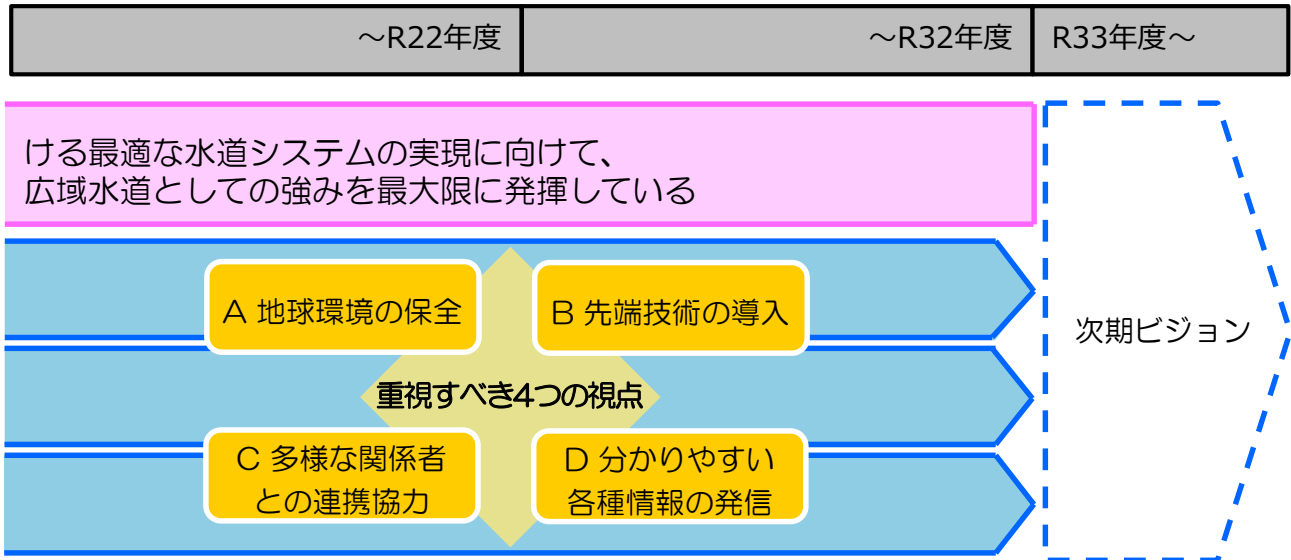 ～R22年度
～R32年度
R33年度～
ける最適な水道システムの実現に向けて、
広域水道としての強みを最大限に発揮している
A 地球環境の保全
B 先端技術の導入
次期ビジョン
重視すべき4つの視点
C 多様な関係者
との連携協力
D 分かりやすい
各種情報の発信